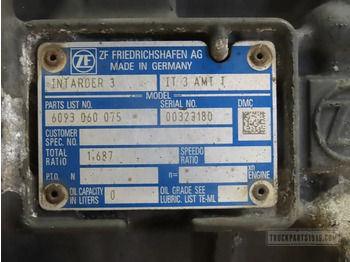 ZF FRIEDRICHSHAFEN AG
MADE IN GERMANY
INTARDER 3 IT 3 AMT T
MODEL
PARTS LIST NO. SERIAL NO. DMC
6093 060 075 00323180
CUSTOMER
SPEC. NO.
TOTAL RATIO 1.687 SPEEDO RATIO
P.T.O. N n= x ENGINE
OIL CAPACITY IN LITERS 0 OIL GRADE SEE LUBRIC. LIST TE-ML
TRUCKPARTS1919.COM